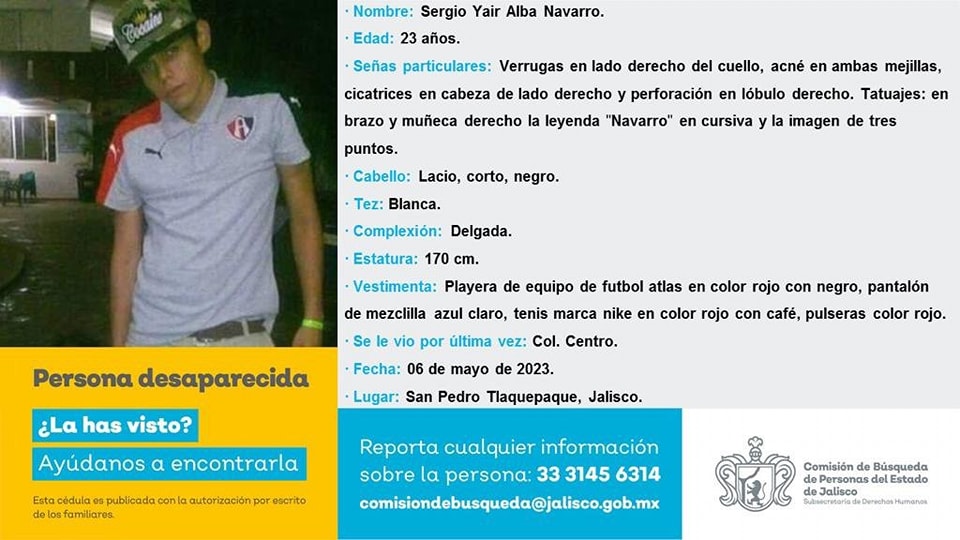 Cocaine
· Nombre: Sergio Yair Alba Navarro.
· Edad: 23 años.
· Señas particulares: Verrugas en lado derecho del cuello, acné en ambas mejillas,
cicatrices en cabeza de lado derecho y perforación en lóbulo derecho. Tatuajes: en
brazo y muñeca derecho la leyenda "Navarro" en cursiva y la imagen de tres
puntos.
· Cabello: Lacio, corto, negro.
· Tez: Blanca.
· Complexión: Delgada.
· Estatura: 170 cm.
· Vestimenta: Playera de equipo de futbol atlas en color rojo con negro, pantalón
de mezclilla azul claro, tenis marca nike en color rojo con café, pulseras color rojo.
· Se le vio por última vez: Col. Centro.
· Fecha: 06 de mayo de 2023.
· Lugar: San Pedro Tlaquepaque, Jalisco.
Persona desaparecida
¿La has visto?
Ayúdanos a encontrarla
Esta cédula es publicada con la autorización por escrito
de los familiares.
Reporta cualquier información
sobre la persona: 33 3145 6314
comisiondebusqueda@jalisco.gob.mx
Comisión de Búsqueda
de Personas del Estado
de Jalisco
Subsecretaría de Derechos Humanos